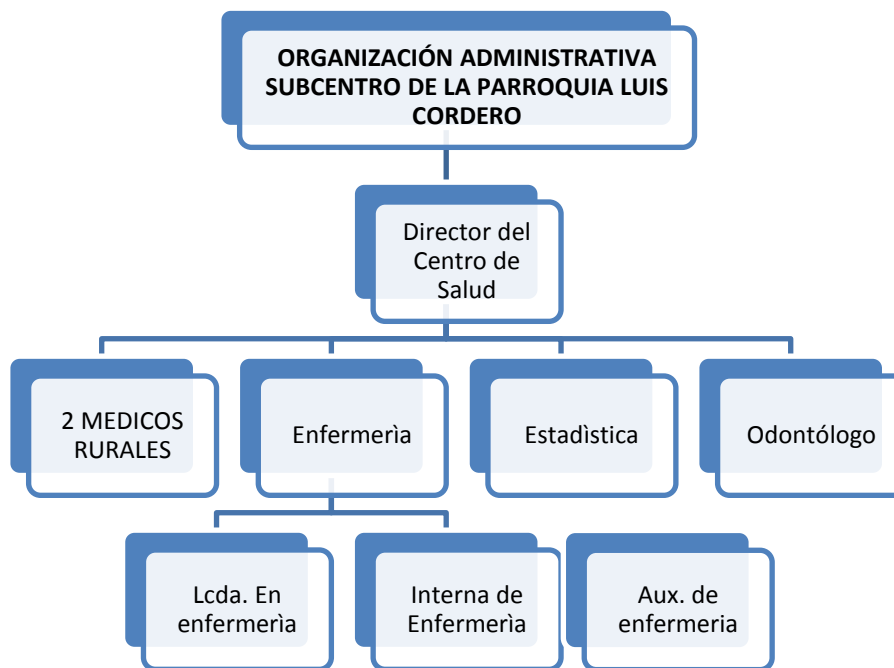 ORGANIZACIÓN ADMINISTRATIVA
SUBCENTRO DE LA PARROQUIA LUIS
CORDERO
Director del
Centro de
Salud
2 MEDICOS
RURALES
Enfermerìa
Estadìstica
Odontólogo
Lcda. En
enfermerìa
Interna de
Enfermerìa
Aux. de
enfermeria